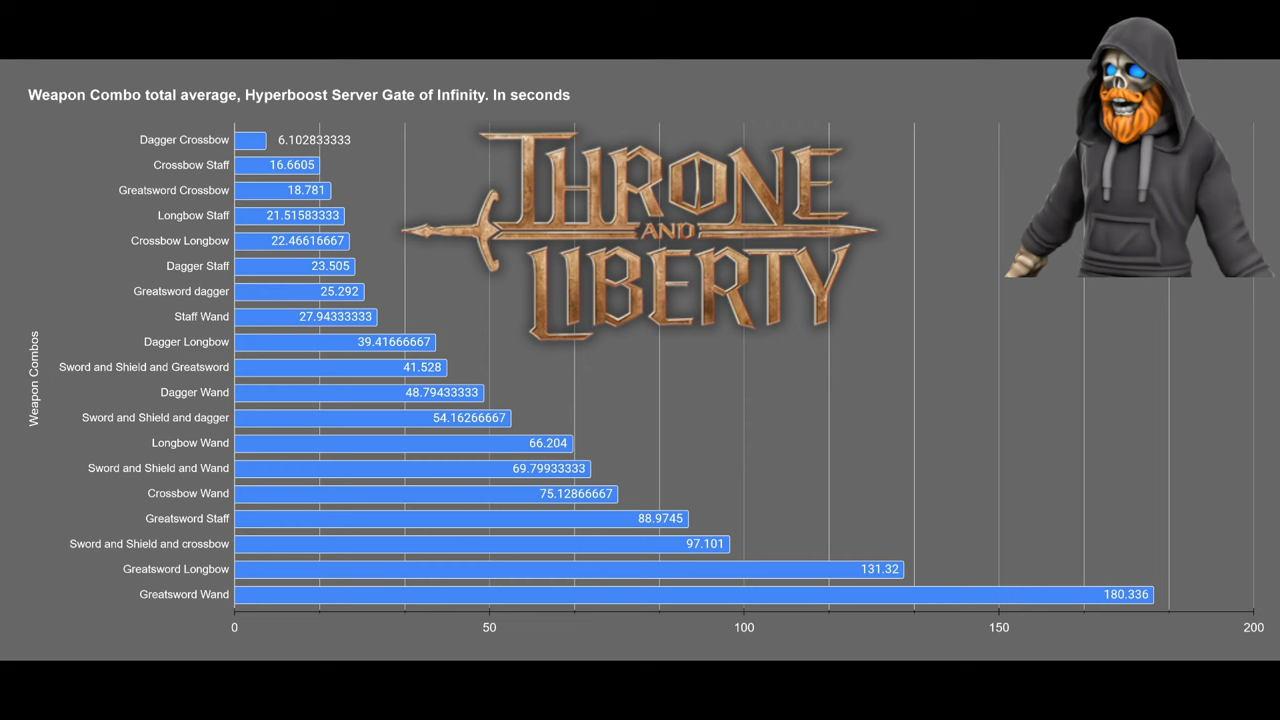 Weapon Combo total average, Hyperboost Server Gate of Infinity. In seconds
THRONE
AND
LIBERTY
Weapon Combos
Dagger Crossbow 6.102833333
Crossbow Staff 16.6605
Greatsword Crossbow 18.781
Longbow Staff 21.51583333
Crossbow Longbow 22.46616667
Dagger Staff 23.505
Greatsword dagger 25.292
Staff Wand 27.94333333
Dagger Longbow 39.41666667
Sword and Shield and Greatsword 41.528
Dagger Wand 48.79433333
Sword and Shield and dagger 54.16266667
Longbow Wand 66.204
Sword and Shield and Wand 69.79933333
Crossbow Wand 75.12866667
Greatsword Staff 88.9745
Sword and Shield and crossbow 97.101
Greatsword Longbow 131.32
Greatsword Wand 180.336
0 50 100 150 200